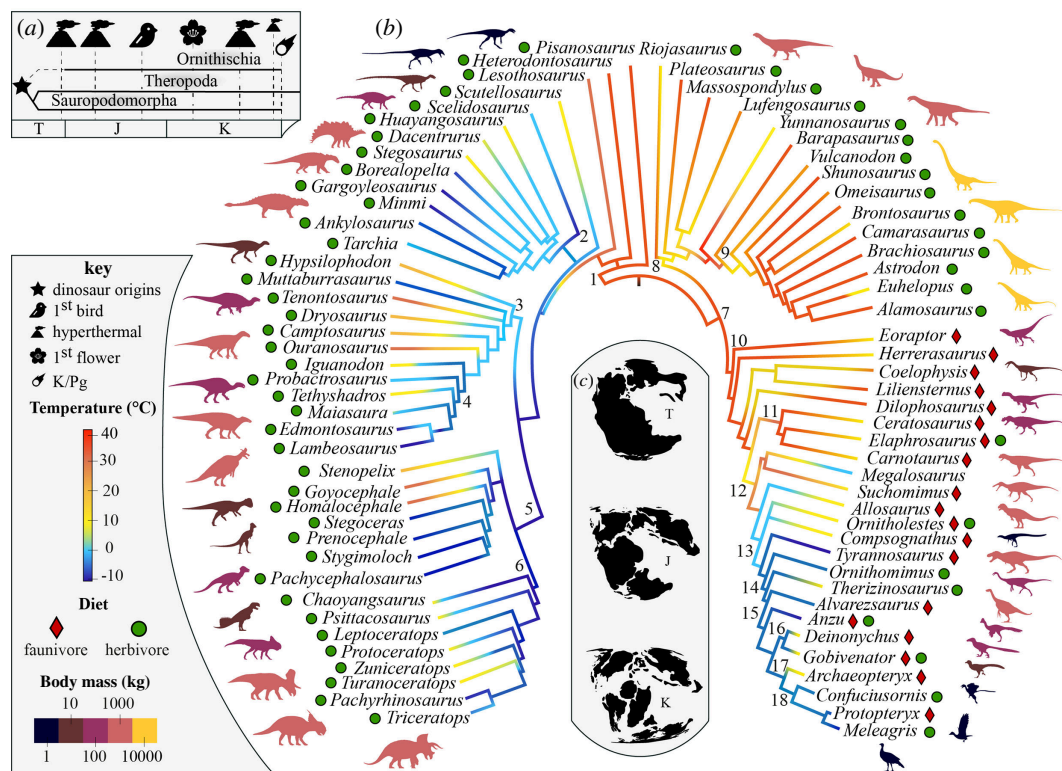 (a)
Ornithischia
Theropoda
Sauropodomorpha
T J K
key
dinosaur origins
1st bird
hyperthermal
1st flower
K/Pg
Temperature (°C)
40
30
20
10
0
-10
Diet
faunivore herbivore
Body mass (kg)
10 1000
1 100 10000
(b)
Pisanosaurus
Heterodontosaurus
Lesothosaurus
Scutellosaurus
Scelidosaurus
Huayangosaurus
Dacentrurus
Stegosaurus
Borealopelta
Gargoyleosaurus
Minmi
Ankylosaurus
Tarchia
Hypsilophodon
Muttaburrasaurus
Tenontosaurus
Dryosaurus
Camptosaurus
Ouranosaurus
Iguanodon
Probactrosaurus
Tethyshadros
Maiasaura
Edmontosaurus
Lambeosaurus
Stenopelix
Goyocephale
Homalocephale
Stegoceras
Prenocephale
Stygimoloch
Pachycephalosaurus
Chaoyangsaurus
Psittacosaurus
Leptoceratops
Protoceratops
Zuniceratops
Turanoceratops
Pachyrhinosaurus
Triceratops
Riojasaurus
Plateosaurus
Massospondylus
Lufengosaurus
Yunnanosaurus
Barapasaurus
Vulcanodon
Shunosaurus
Omeisaurus
Brontosaurus
Camarasaurus
Brachiosaurus
Astrodon
Euhelopus
Alamosaurus
Eoraptor
Herrerasaurus
Coelophysis
Liliensternus
Dilophosaurus
Ceratosaurus
Elaphrosaurus
Carnotaurus
Megalosaurus
Suchomimus
Allosaurus
Ornitholestes
Compsognathus
Tyrannosaurus
Ornithomimus
Therizinosaurus
Alvarezsaurus
Anzu
Deinonychus
Gobivenator
Archaeopteryx
Confuciusornis
Protopteryx
Meleagris
1
2
3
4
5
6
7
8
9
10
11
12
13
14
15
16
17
18
(c)
T
J
K